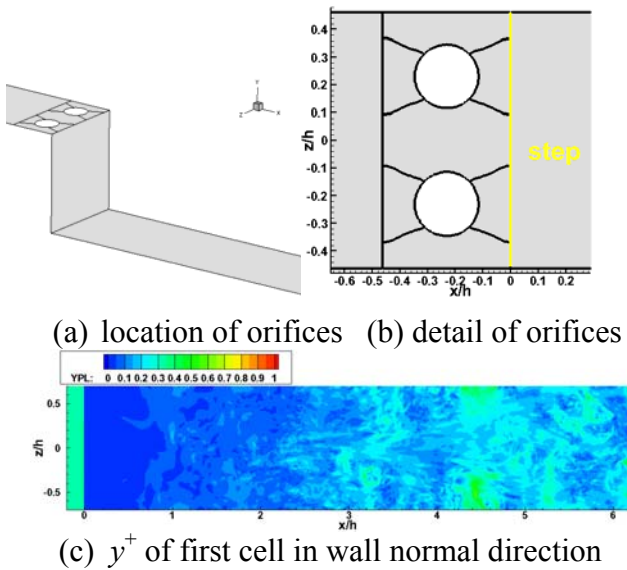 Y
Z X
z/h
0.4
0.3
0.2
0.1
0
-0.1
-0.2
-0.3
-0.4
step
-0.6 -0.5 -0.4 -0.3 -0.2 -0.1 0 0.1 0.2
x/h
(a) location of orifices (b) detail of orifices
YPL: 0 0.1 0.2 0.3 0.4 0.5 0.6 0.7 0.8 0.9 1
z/h
0.5
0
-0.5
0 1 2 3 4 5 6
x/h
(c) y⁺ of first cell in wall normal direction